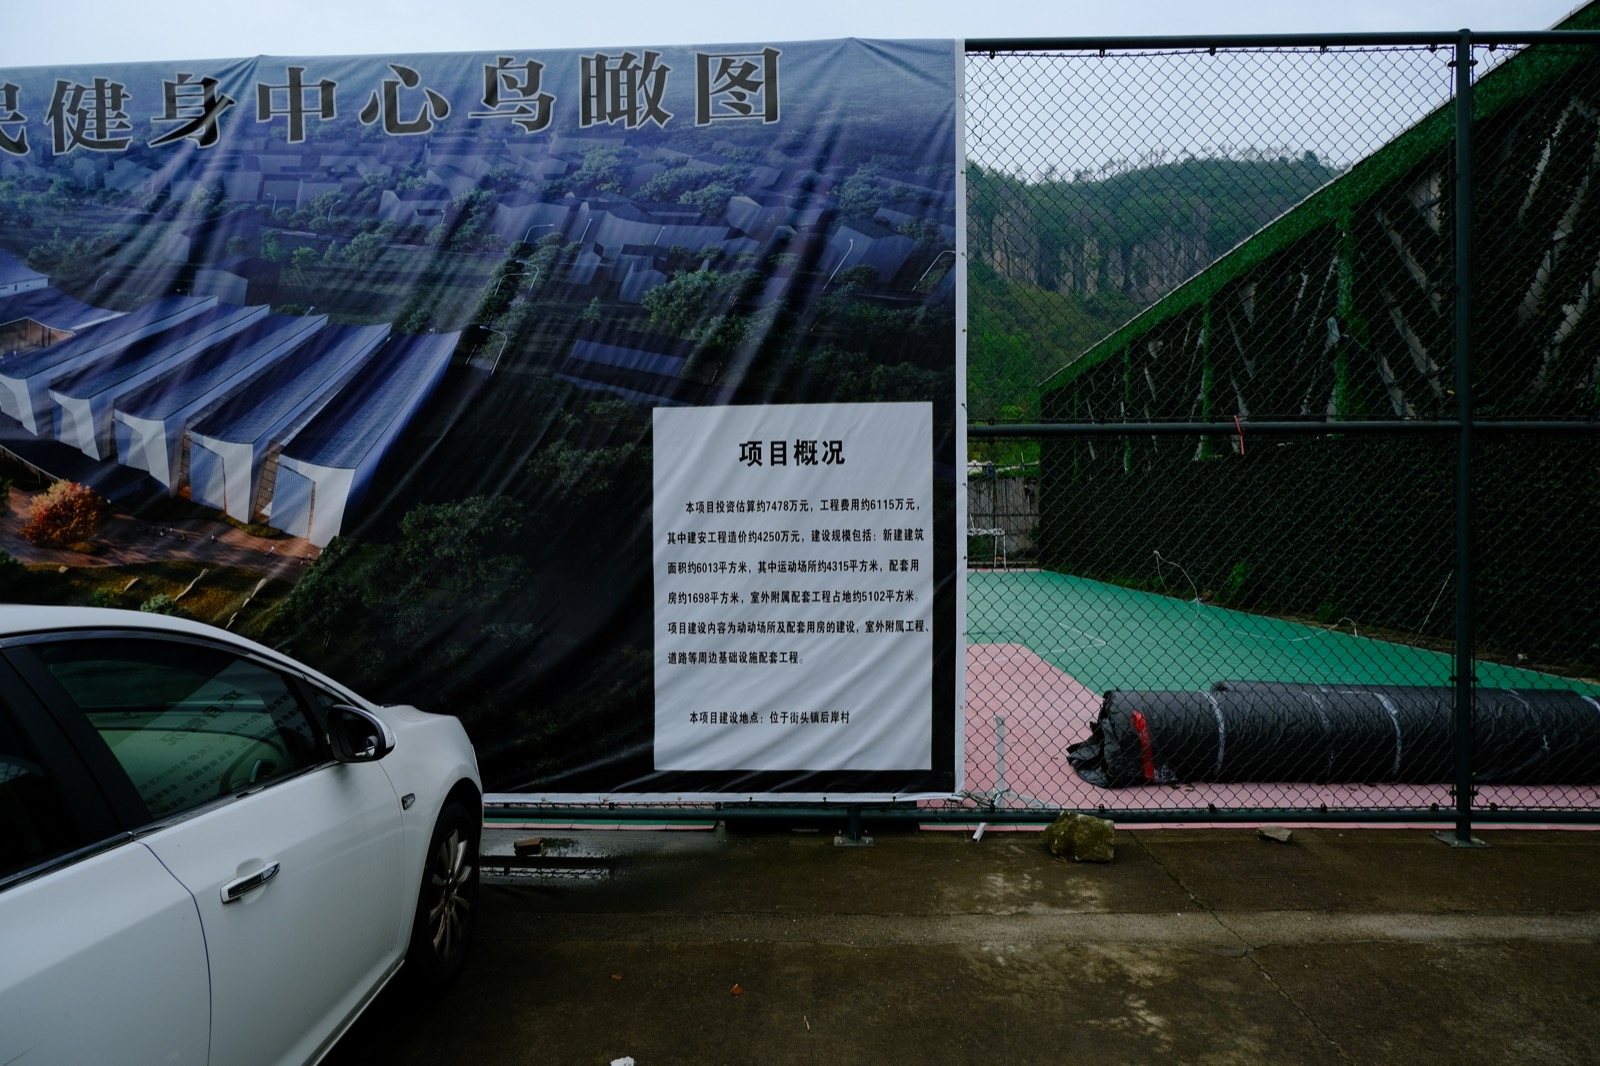 民健身中心鸟瞰图
项目概况
本项目投资估算约7478万元，工程费用约6115万元，
其中建安工程造价约4250万元，建设规模包括：新建建筑
面积约6013平方米，其中运动场所约4315平方米，配套用
房约1698平方米，室外附属配套工程占地约5102平方米。
项目建设内容为动动场所及配套用房的建设，室外附属工程、
道路等周边基础设施配套工程。
本项目建设地点：位于街头镇后岸村